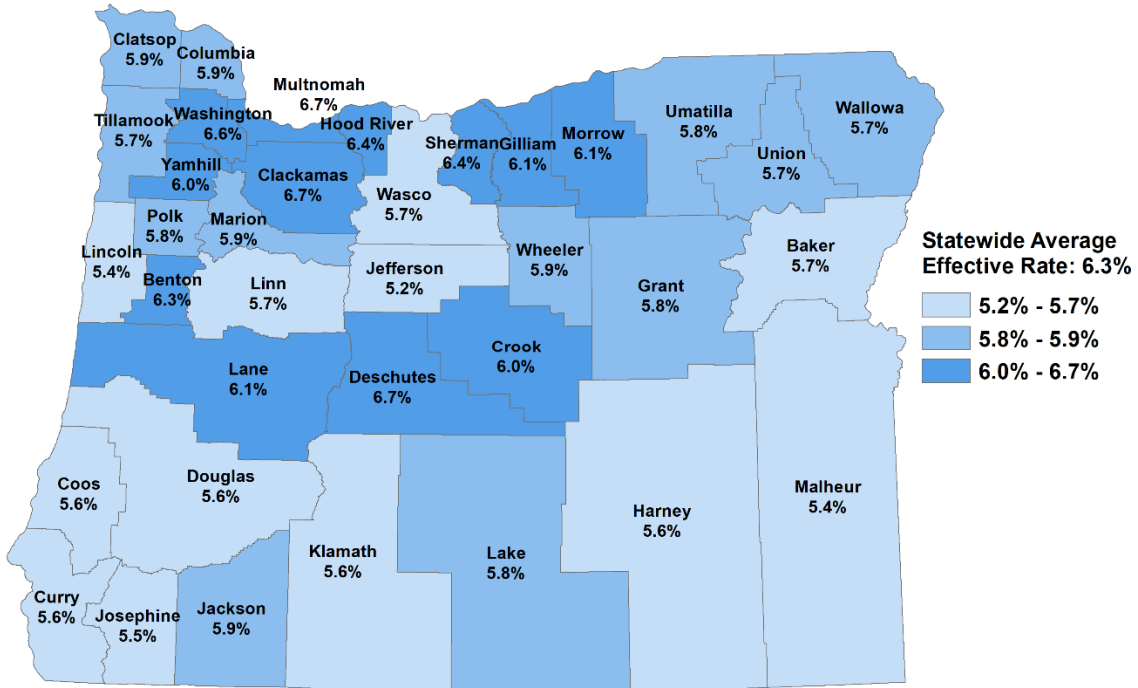 Clatsop
5.9%
Columbia
5.9%
Multnomah
6.7%
Tillamook
5.7%
Washington
6.6%
Hood River
6.4%
Sherman
6.4%
Gilliam
6.1%
Morrow
6.1%
Umatilla
5.8%
Wallowa
5.7%
Union
5.7%
Yamhill
6.0%
Clackamas
6.7%
Wasco
5.7%
Polk
5.8%
Marion
5.9%
Lincoln
5.4%
Benton
6.3%
Linn
5.7%
Jefferson
5.2%
Wheeler
5.9%
Grant
5.8%
Baker
5.7%
Lane
6.1%
Deschutes
6.7%
Crook
6.0%
Coos
5.6%
Douglas
5.6%
Harney
5.6%
Malheur
5.4%
Klamath
5.6%
Lake
5.8%
Curry
5.6%
Josephine
5.5%
Jackson
5.9%
Statewide Average
Effective Rate: 6.3%
5.2% - 5.7%
5.8% - 5.9%
6.0% - 6.7%